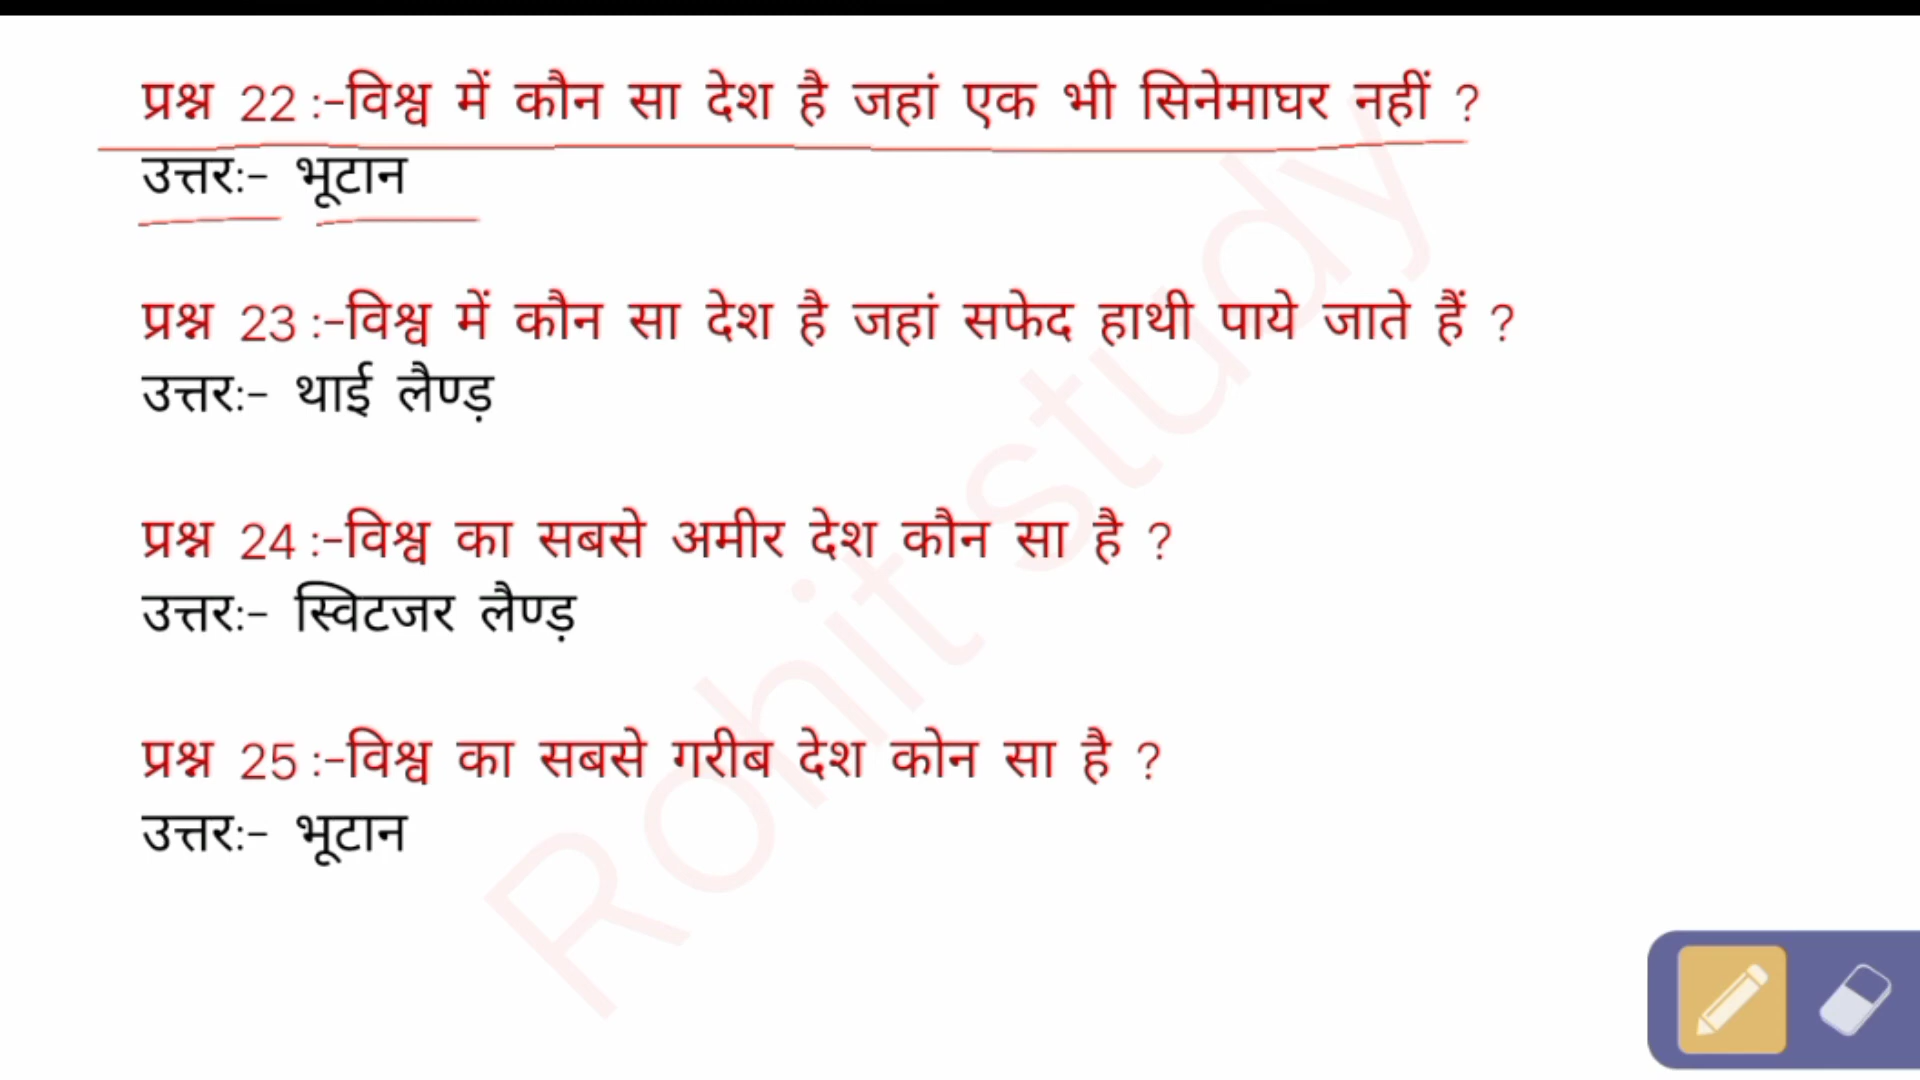 प्रश्न 22 :-विश्व में कौन सा देश है जहां एक भी सिनेमाघर नहीं ?
उत्तर:- भूटान
प्रश्न 23 :-विश्व में कौन सा देश है जहां सफेद हाथी पाये जाते हैं ?
उत्तर:- थाई लैण्ड़
प्रश्न 24 :-विश्व का सबसे अमीर देश कौन सा है ?
उत्तर:- स्विटजर लैण्ड़
प्रश्न 25 :-विश्व का सबसे गरीब देश कोन सा है ?
उत्तर:- भूटान
Rohit study